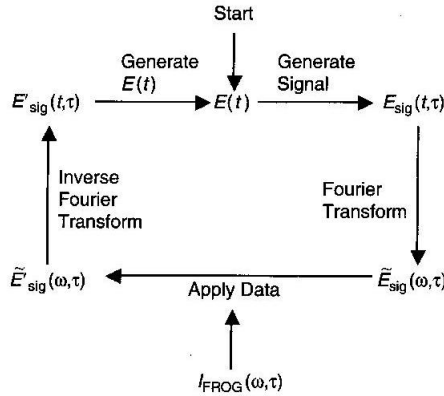 Start
Generate
E(t)
Generate
Signal
E′sig(t,τ)
E(t)
Esig(t,τ)
Inverse
Fourier
Transform
Fourier
Transform
Ẽ′sig(ω,τ)
Apply Data
Ẽsig(ω,τ)
IFROG(ω,τ)